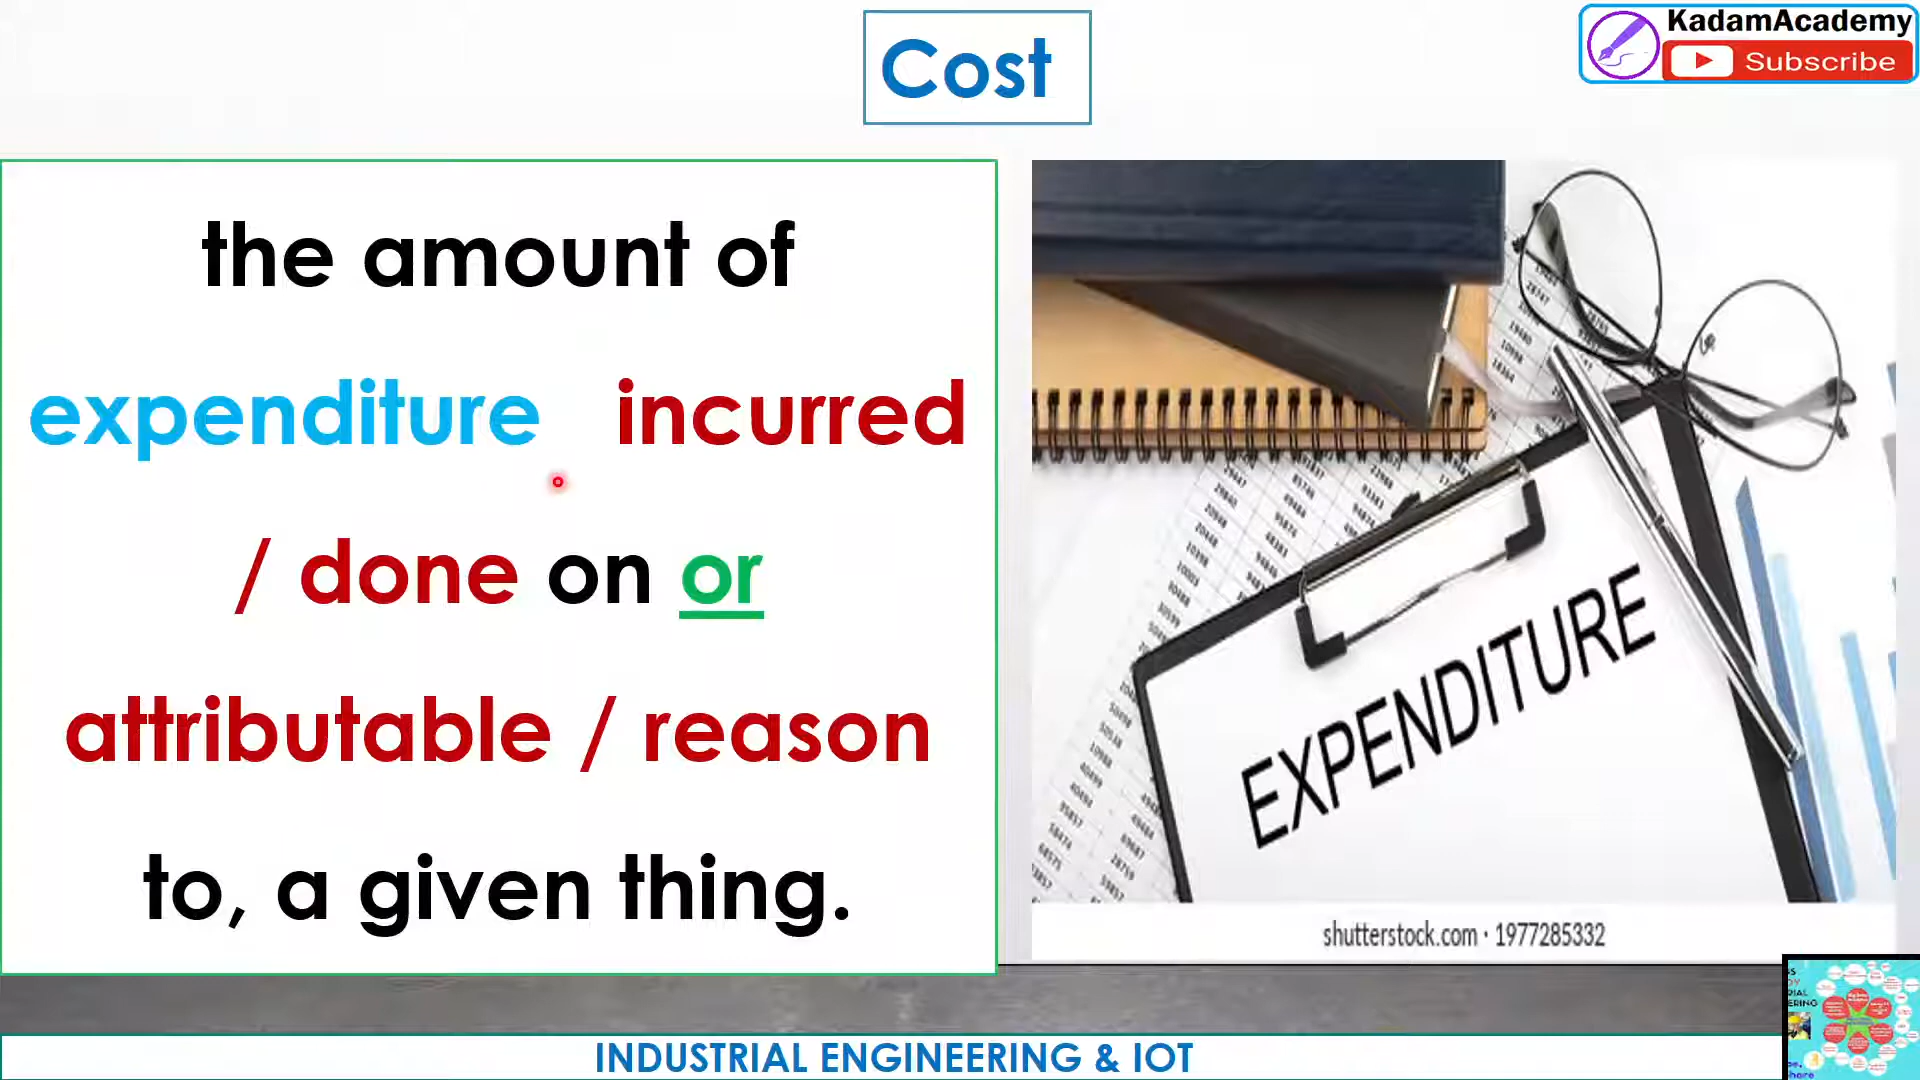 Cost
KadamAcademy
Subscribe
the amount of
expenditure incurred
/ done on or
attributable / reason
to, a given thing.
EXPENDITURE
shutterstock.com · 1977285332
INDUSTRIAL ENGINEERING & IOT